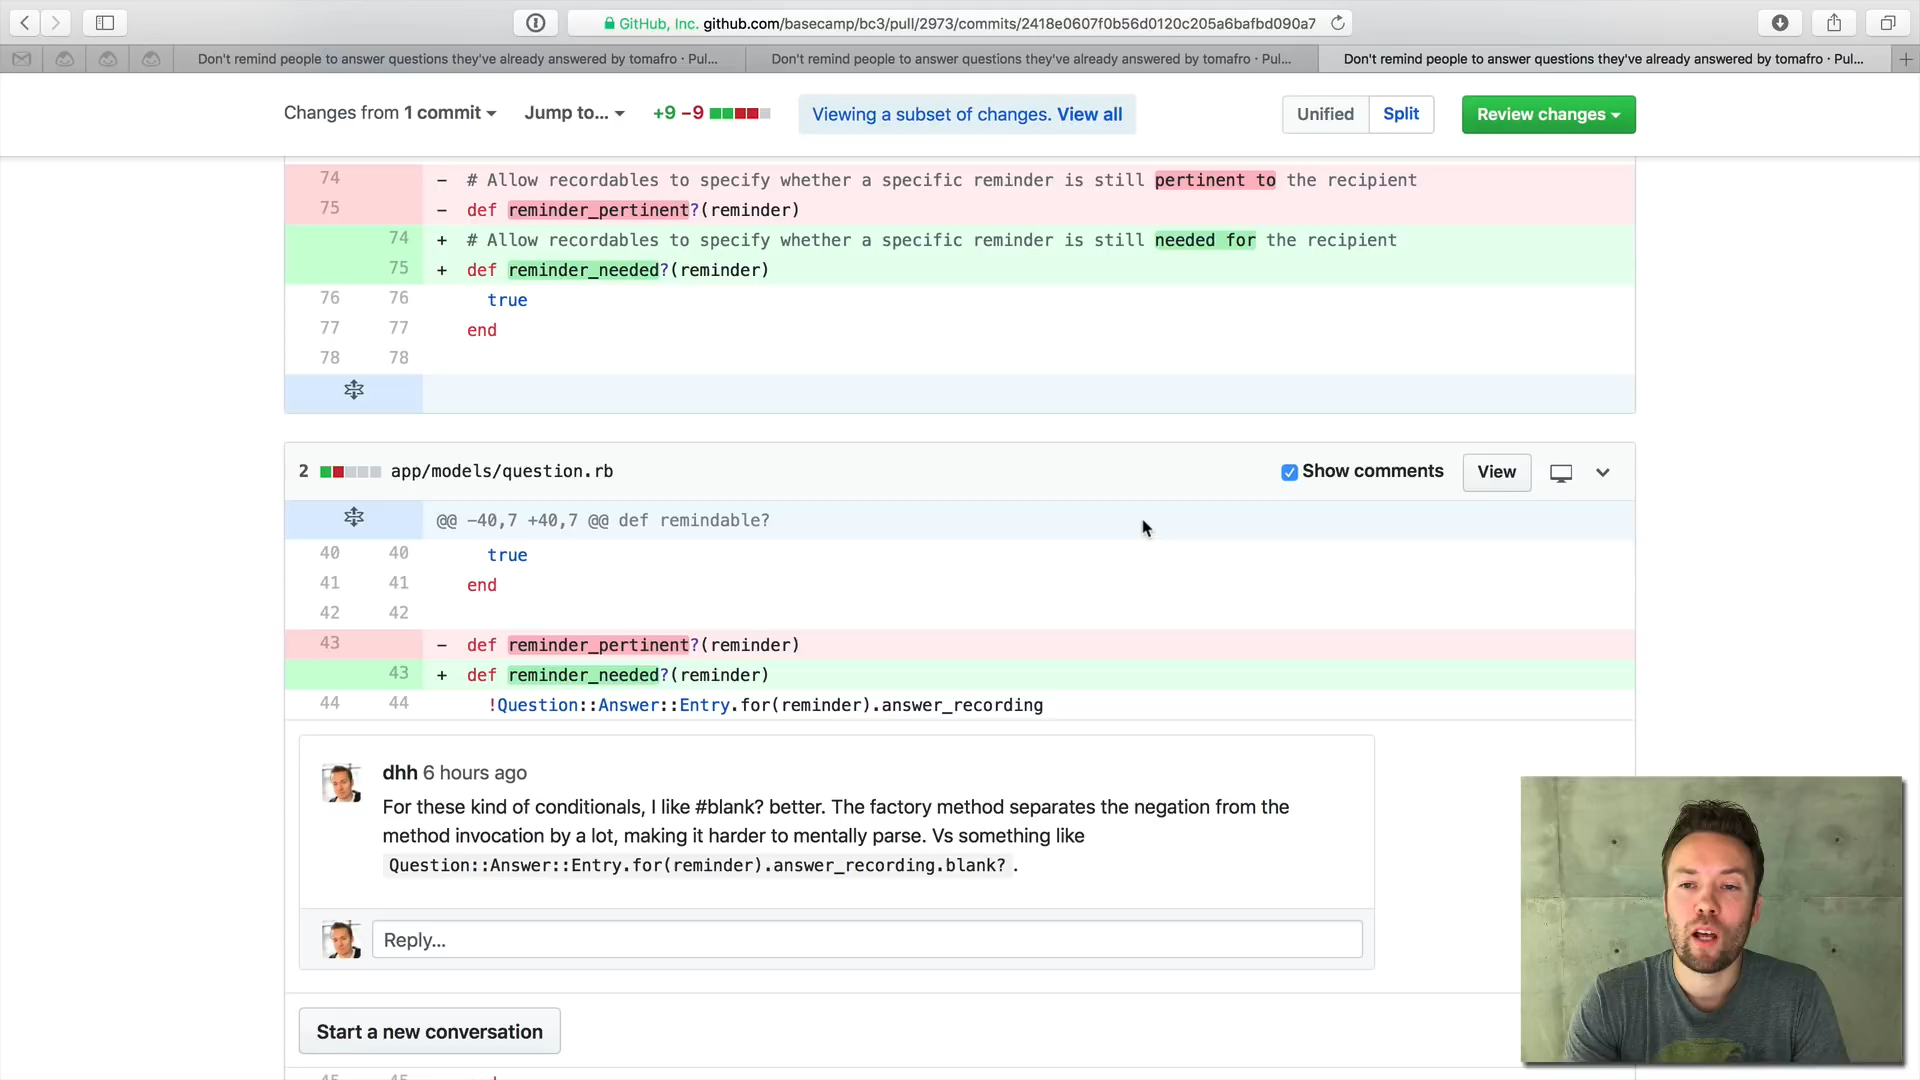 GitHub, Inc. github.com/basecamp/bc3/pull/2973/commits/2418e0607f0b56d0120c205a6bafbd090a7
Don't remind people to answer questions they've already answered by tomafro · Pul...
Don't remind people to answer questions they've already answered by tomafro · Pul...
Don't remind people to answer questions they've already answered by tomafro · Pul...
Changes from 1 commit
Jump to...
+9 −9
Viewing a subset of changes. View all
Unified
Split
Review changes
74 - # Allow recordables to specify whether a specific reminder is still pertinent to the recipient
75 - def reminder_pertinent?(reminder)
74 + # Allow recordables to specify whether a specific reminder is still needed for the recipient
75 + def reminder_needed?(reminder)
76 76 true
77 77 end
78 78
2 app/models/question.rb
Show comments
View
@@ -40,7 +40,7 @@ def remindable?
40 40 true
41 41 end
42 42
43 - def reminder_pertinent?(reminder)
43 + def reminder_needed?(reminder)
44 44 !Question::Answer::Entry.for(reminder).answer_recording
dhh 6 hours ago
For these kind of conditionals, I like #blank? better. The factory method separates the negation from the
method invocation by a lot, making it harder to mentally parse. Vs something like
Question::Answer::Entry.for(reminder).answer_recording.blank? .
Reply...
Start a new conversation